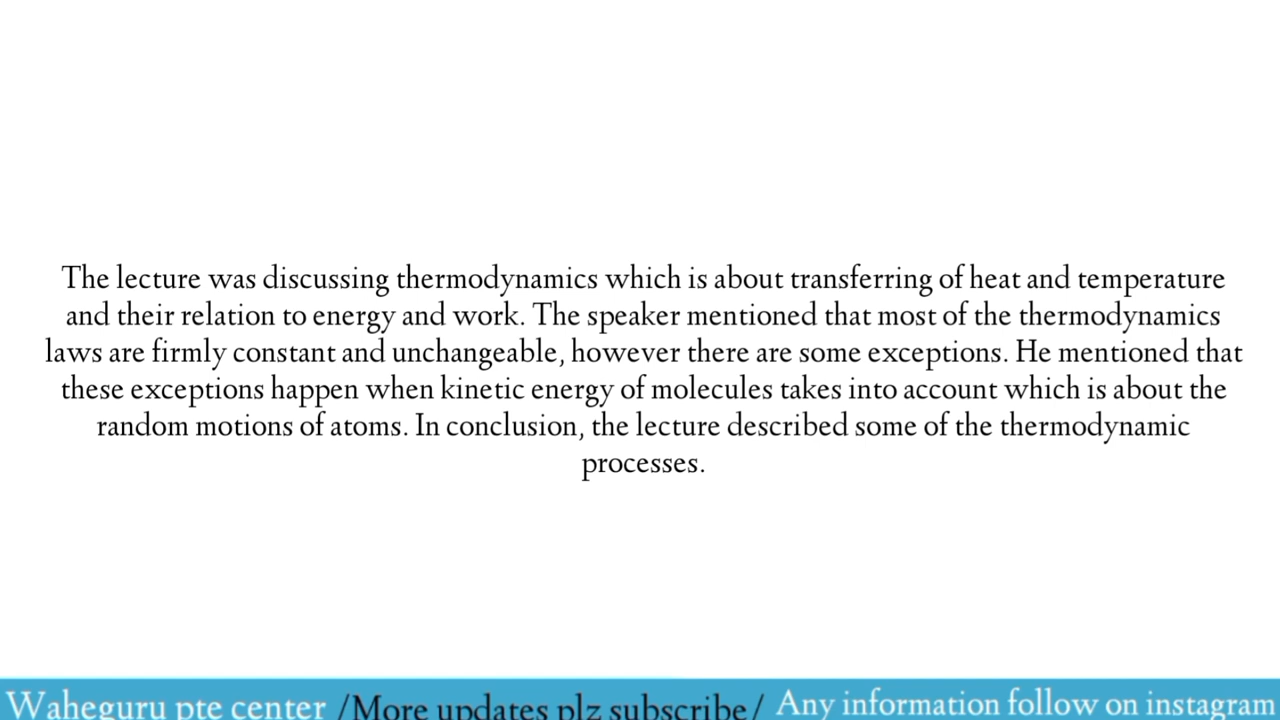 The lecture was discussing thermodynamics which is about transferring of heat and temperature
and their relation to energy and work. The speaker mentioned that most of the thermodynamics
laws are firmly constant and unchangeable, however there are some exceptions. He mentioned that
these exceptions happen when kinetic energy of molecules takes into account which is about the
random motions of atoms. In conclusion, the lecture described some of the thermodynamic
processes.
Waheguru pte center /More updates plz subscribe/ Any information follow on instagram